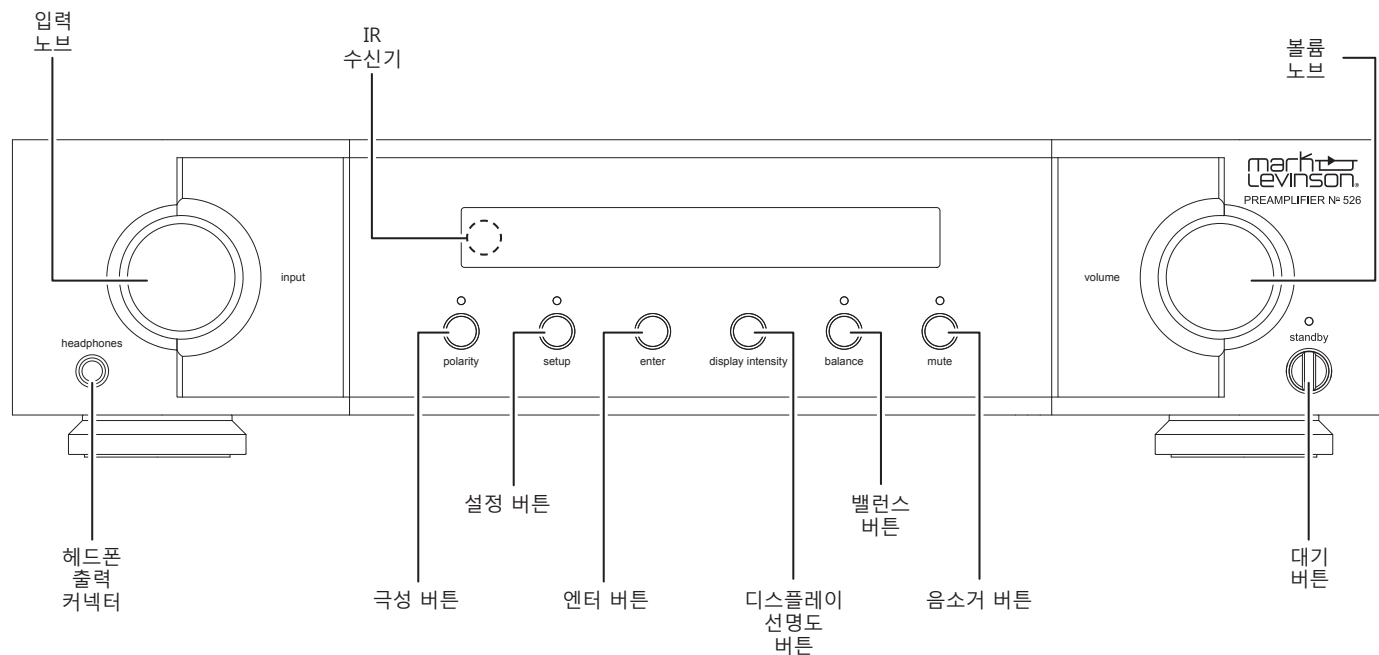 입력
노브
IR
수신기
볼륨
노브
mark
Levinson®
PREAMPLIFIER Nº 526
input
volume
headphones
standby
polarity
setup
enter
display intensity
balance
mute
설정 버튼
밸런스
버튼
헤드폰
출력
커넥터
극성 버튼
엔터 버튼
디스플레이
선명도
버튼
음소거 버튼
대기
버튼